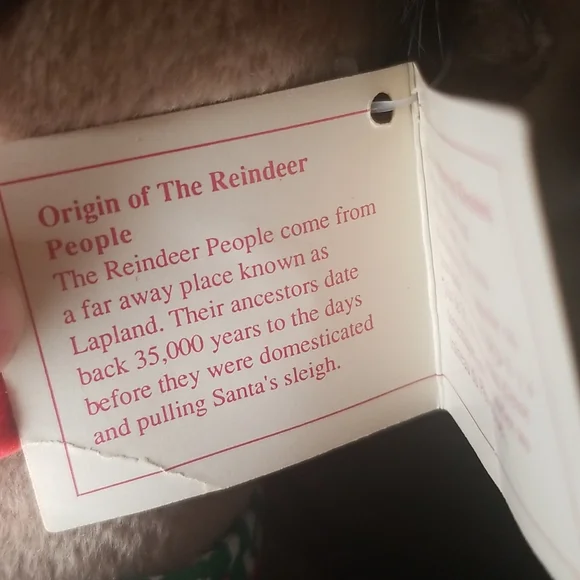 Origin of The Reindeer
People
The Reindeer People come from
a far away place known as
Lapland. Their ancestors date
back 35,000 years to the days
before they were domesticated
and pulling Santa's sleigh.